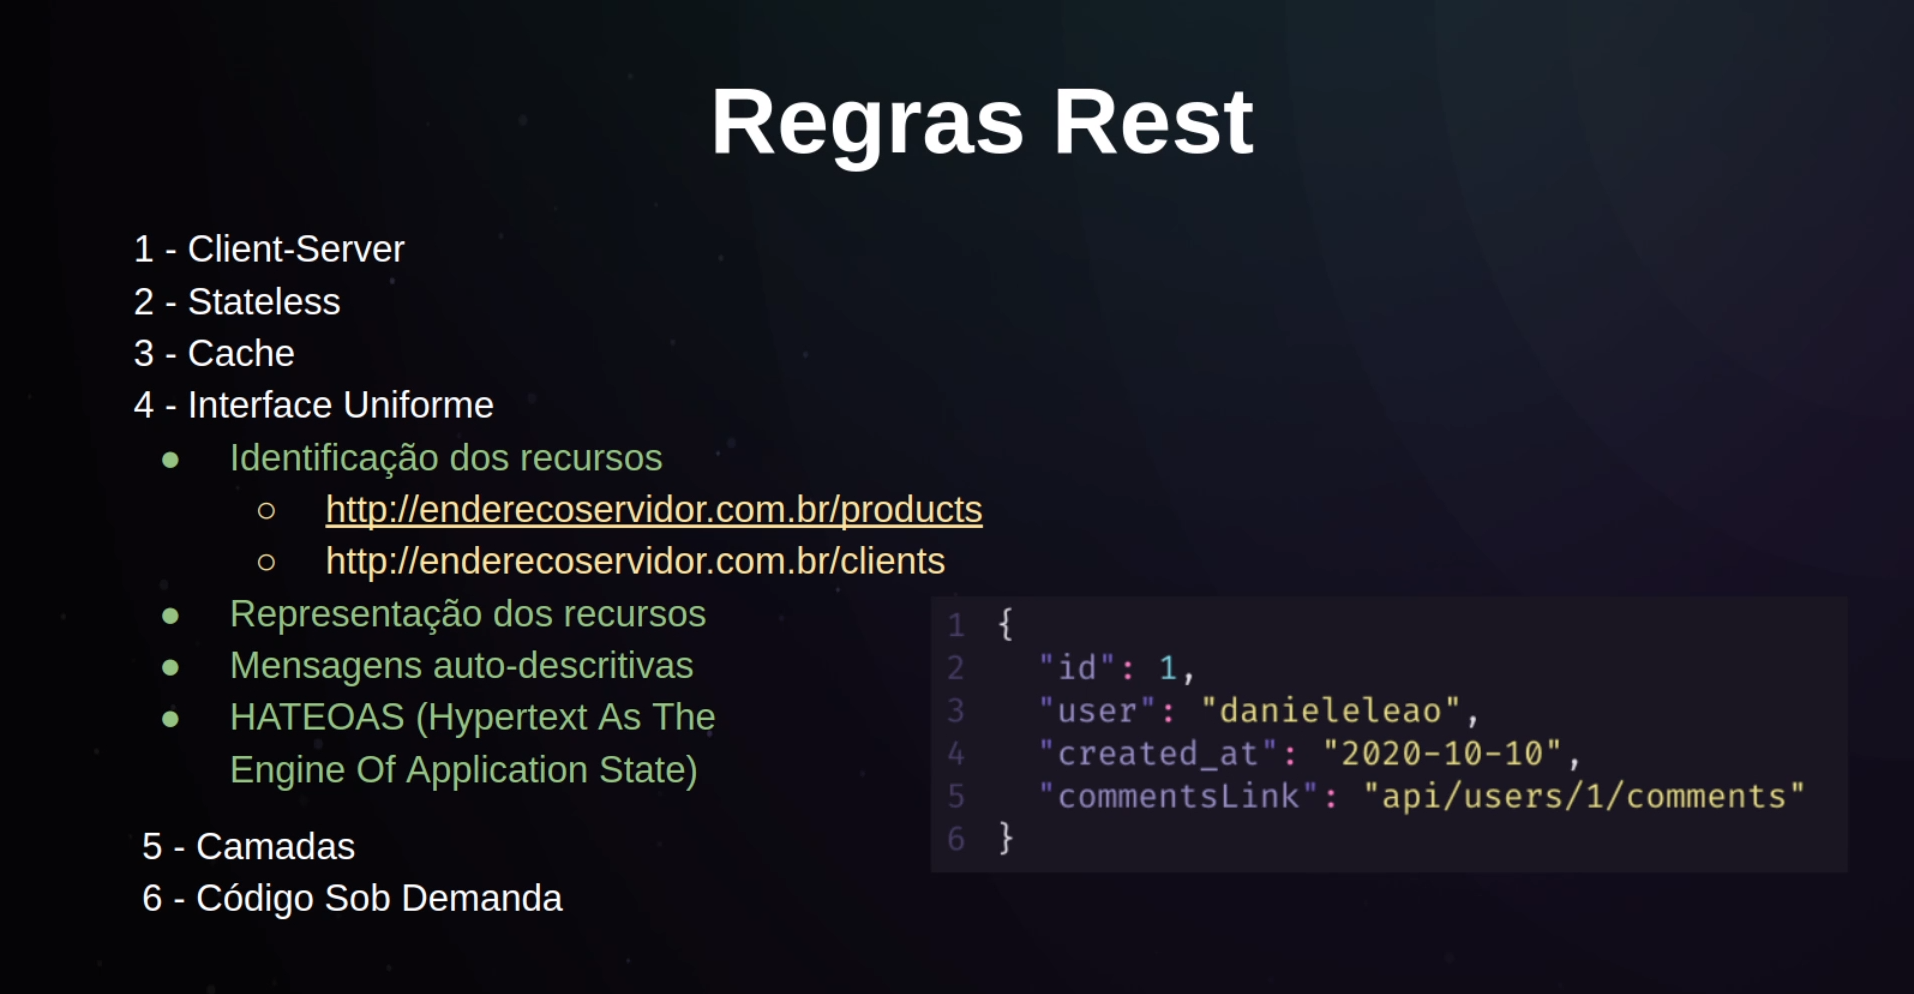 Regras Rest
1 - Client-Server
2 - Stateless
3 - Cache
4 - Interface Uniforme
● Identificação dos recursos
○ http://enderecoservidor.com.br/products
○ http://enderecoservidor.com.br/clients
● Representação dos recursos
● Mensagens auto-descritivas
● HATEOAS (Hypertext As The
Engine Of Application State)
5 - Camadas
6 - Código Sob Demanda
1 {
2 "id": 1,
3 "user": "danieleleao",
4 "created_at": "2020-10-10",
5 "commentsLink": "api/users/1/comments"
6 }